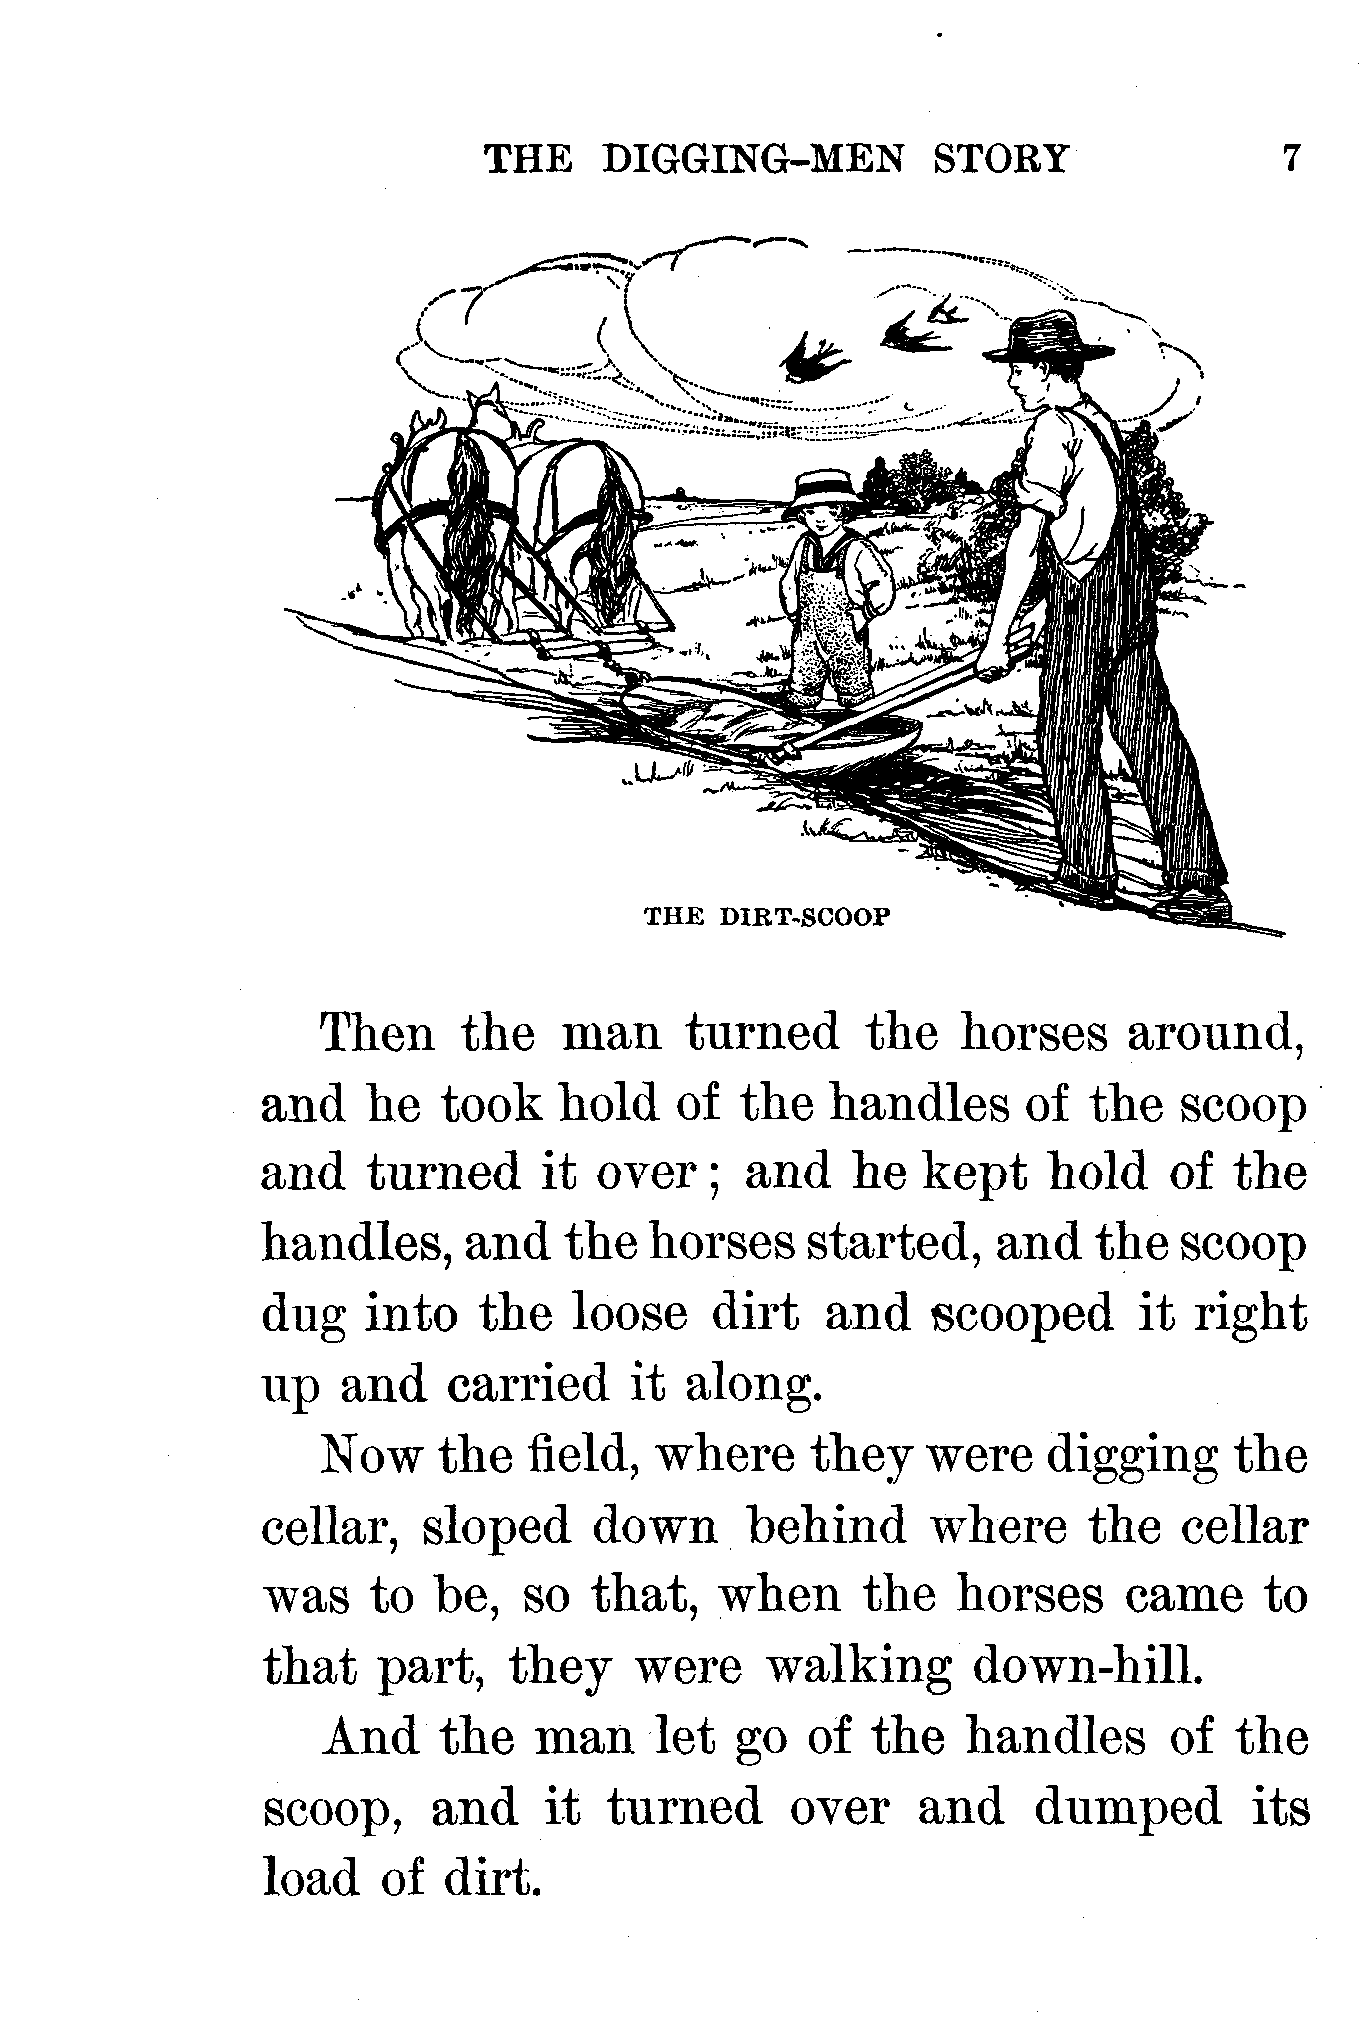 THE DIGGING-MEN STORY 7
THE DIRT-SCOOP
Then the man turned the horses around,
and he took hold of the handles of the scoop
and turned it over; and he kept hold of the
handles, and the horses started, and the scoop
dug into the loose dirt and scooped it right
up and carried it along.
Now the field, where they were digging the
cellar, sloped down behind where the cellar
was to be, so that, when the horses came to
that part, they were walking down-hill.
And the man let go of the handles of the
scoop, and it turned over and dumped its
load of dirt.